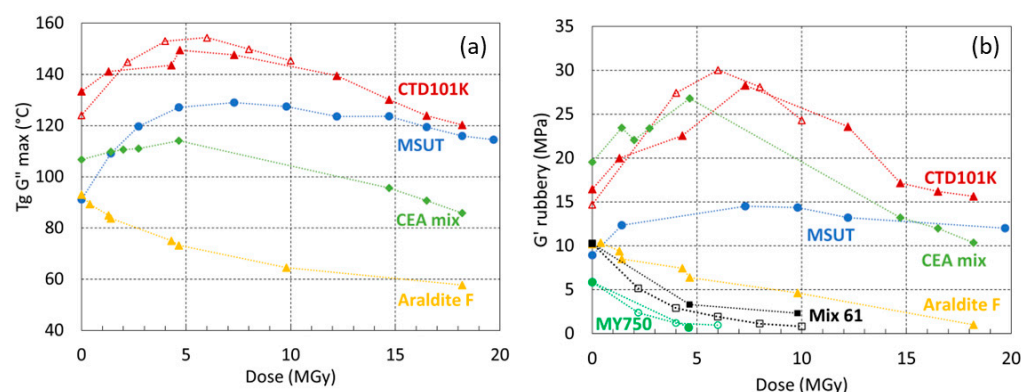 (a)
Tg G" max (°C)
160
140
120
100
80
60
40
CTD101K
MSUT
CEA mix
Araldite F
0
5
10
15
20
Dose (MGy)
(b)
G' rubbery (MPa)
35
30
25
20
15
10
5
0
CTD101K
MSUT
CEA mix
Araldite F
Mix 61
MY750
0
5
10
15
20
Dose (MGy)